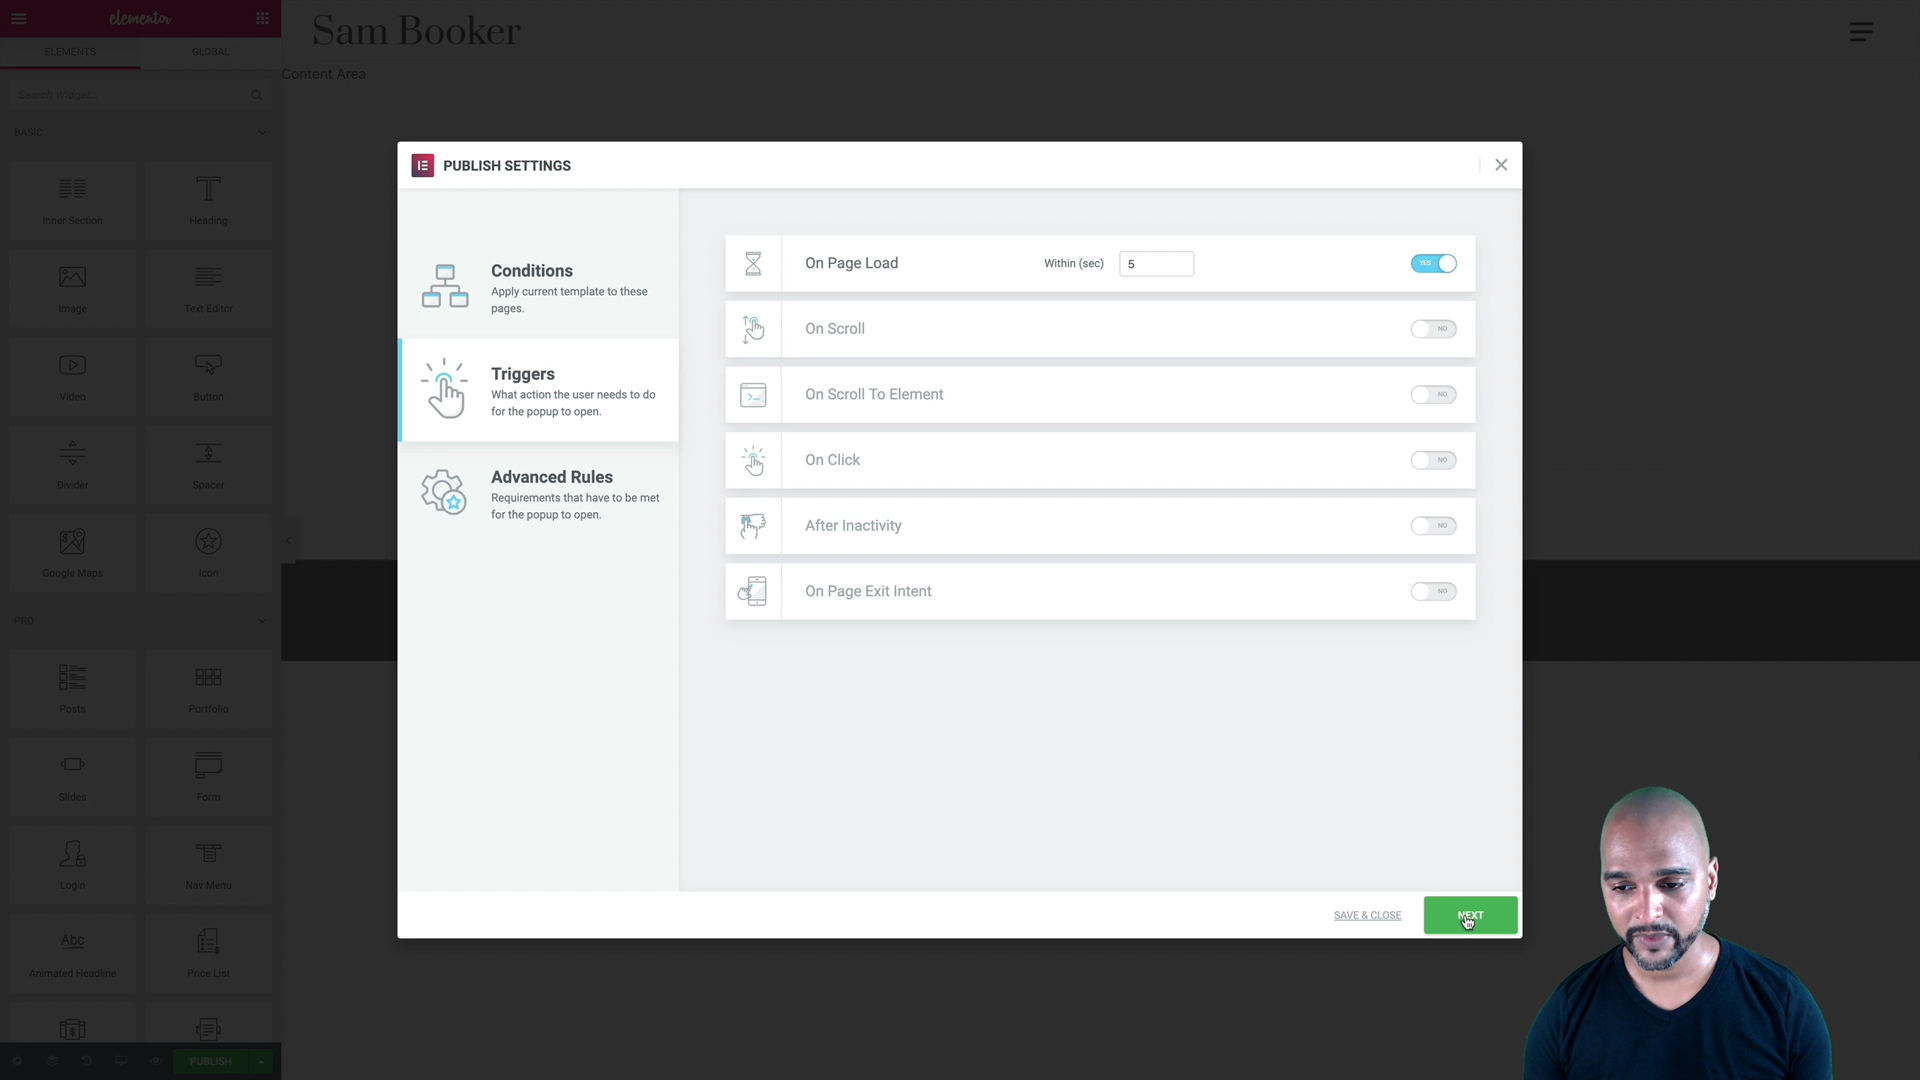 elementor
ELEMENTS
GLOBAL
Search Widget...
BASIC
Inner Section
Heading
Image
Text Editor
Video
Button
Divider
Spacer
Google Maps
Icon
PRO
Posts
Portfolio
Slides
Form
Login
Nav Menu
Abc
Animated Headline
Price List
PUBLISH
Sam Booker
Content Area
PUBLISH SETTINGS
Conditions
Apply current template to these
pages.
Triggers
What action the user needs to do
for the popup to open.
Advanced Rules
Requirements that have to be met
for the popup to open.
On Page Load
Within (sec)
5
YES
On Scroll
NO
On Scroll To Element
NO
On Click
NO
After Inactivity
NO
On Page Exit Intent
NO
SAVE & CLOSE
NEXT